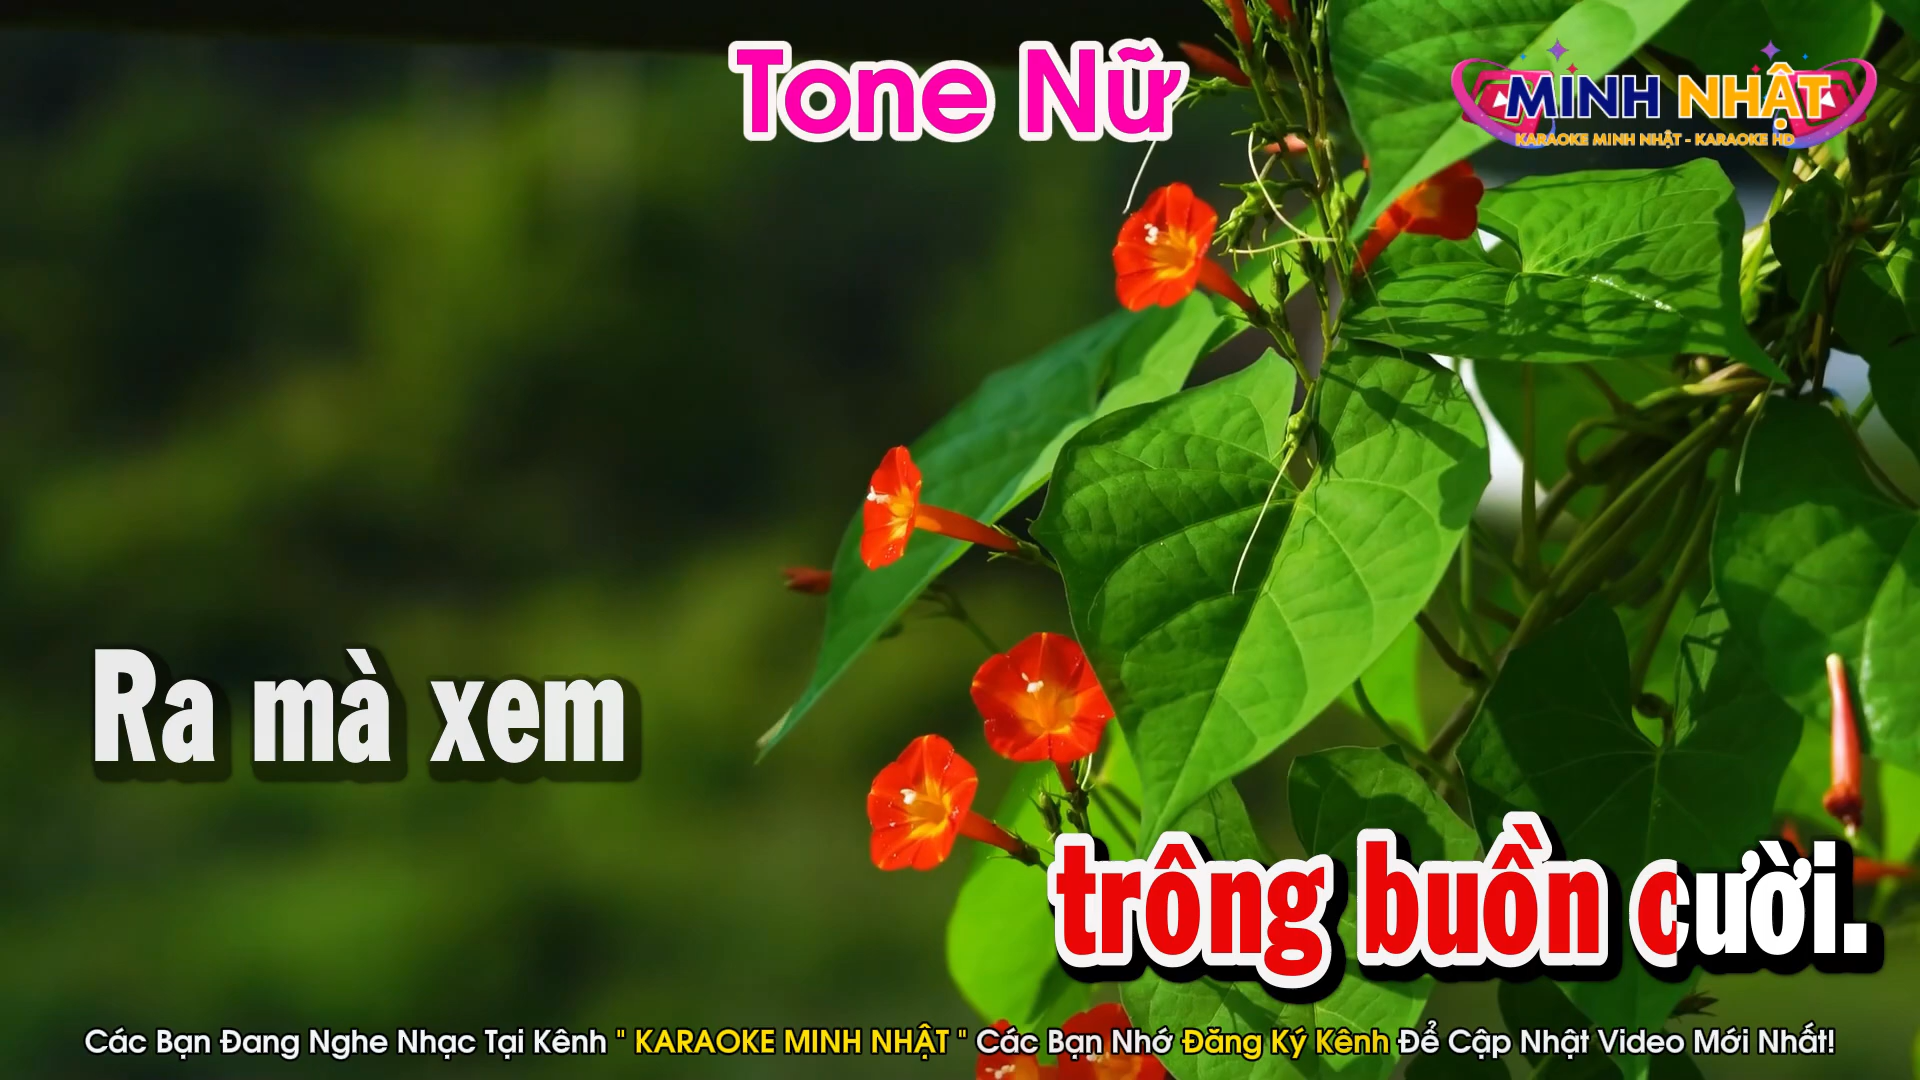 Tone Nữ
MINH NHẬT
KARAOKE MINH NHẬT - KARAOKE HD
Ra mà xem
trông buồn cười.
Các Bạn Đang Nghe Nhạc Tại Kênh " KARAOKE MINH NHẬT " Các Bạn Nhớ Đăng Ký Kênh Để Cập Nhật Video Mới Nhất!